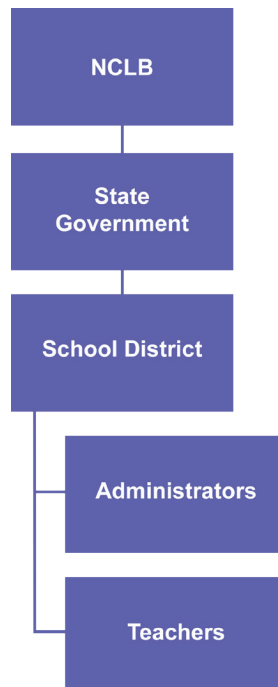 NCLB
State
Government
School District
Administrators
Teachers